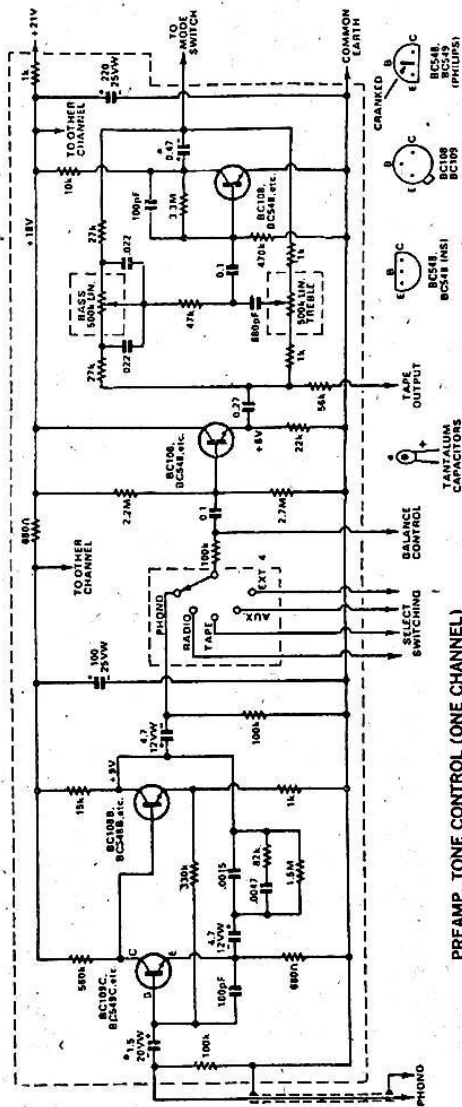 PHONO
100k
*1.5
20VW
B
C
E
BC109C,
BC549C,etc.
560k
100pF
4.7
12VW
680Ω
330k
.0015
.0047
82k
1.5M
BC108B,
BC548B,etc.
15k
+9V
1k
4.7
12VW
100k
100
25VW
TO OTHER
CHANNEL
680Ω
PHONO
RADIO
TAPE
AUX
EXT 4
SELECT
SWITCHING
100k
0.1
BALANCE
CONTROL
2.2M
2.7M
BC108,
BC548,etc.
+8V
22k
0.27
56k
TAPE
OUTPUT
27k
.022
BASS
500k LIN.
.022
27k
47k
680pF
1k
500k LIN.
TREBLE
1k
0.1
470k
3.3M
100pF
BC108,
BC548,etc.
10k
+18V
TO OTHER
CHANNEL
*
0.47
220
25VW
1k
+21V
TO
MODE
SWITCH
COMMON
EARTH
TANTALUM
CAPACITORS
E
B
C
BC548,
BC549 (NS)
E
B
C
BC108
BC109
CRANKED
E
B
C
BC548,
BC549
(PHILIPS)
PREAMP, TONE CONTROL (ONE CHANNEL)